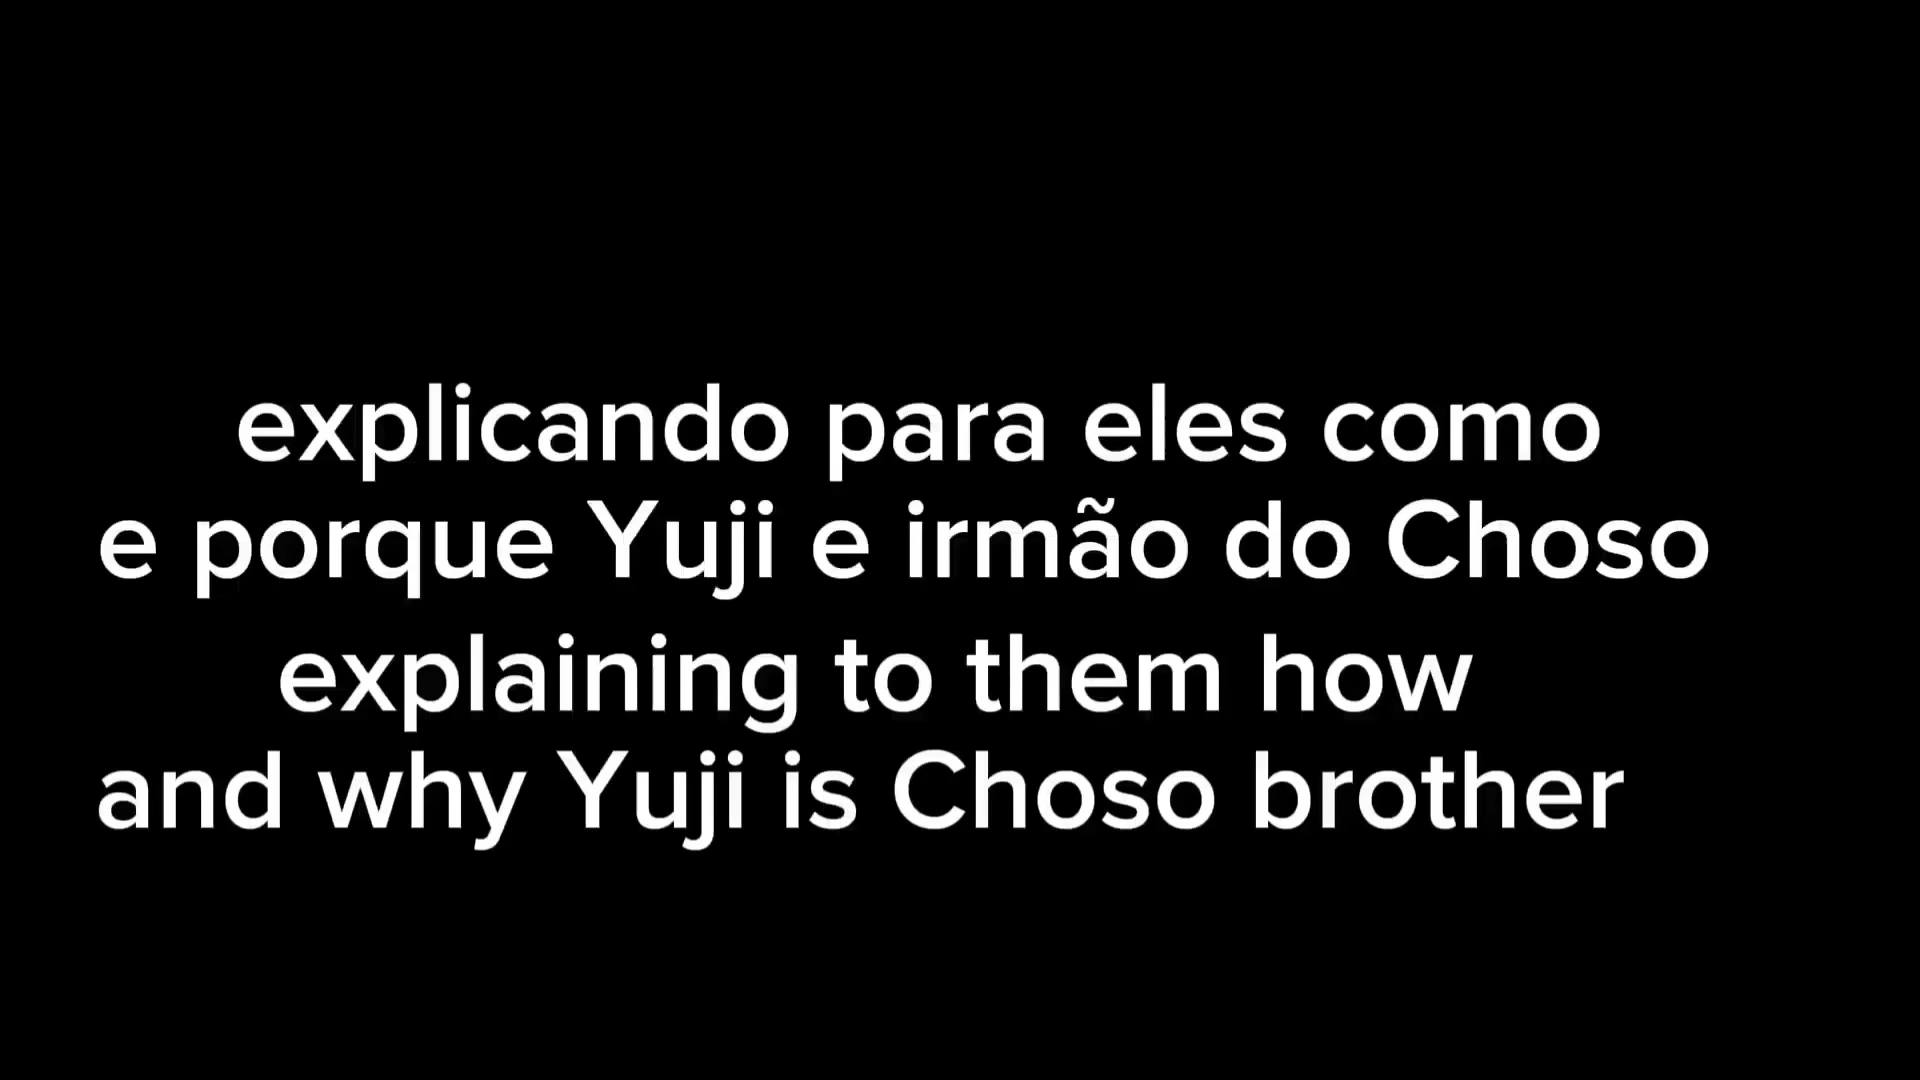 explicando para eles como
e porque Yuji e irmão do Choso
explaining to them how
and why Yuji is Choso brother